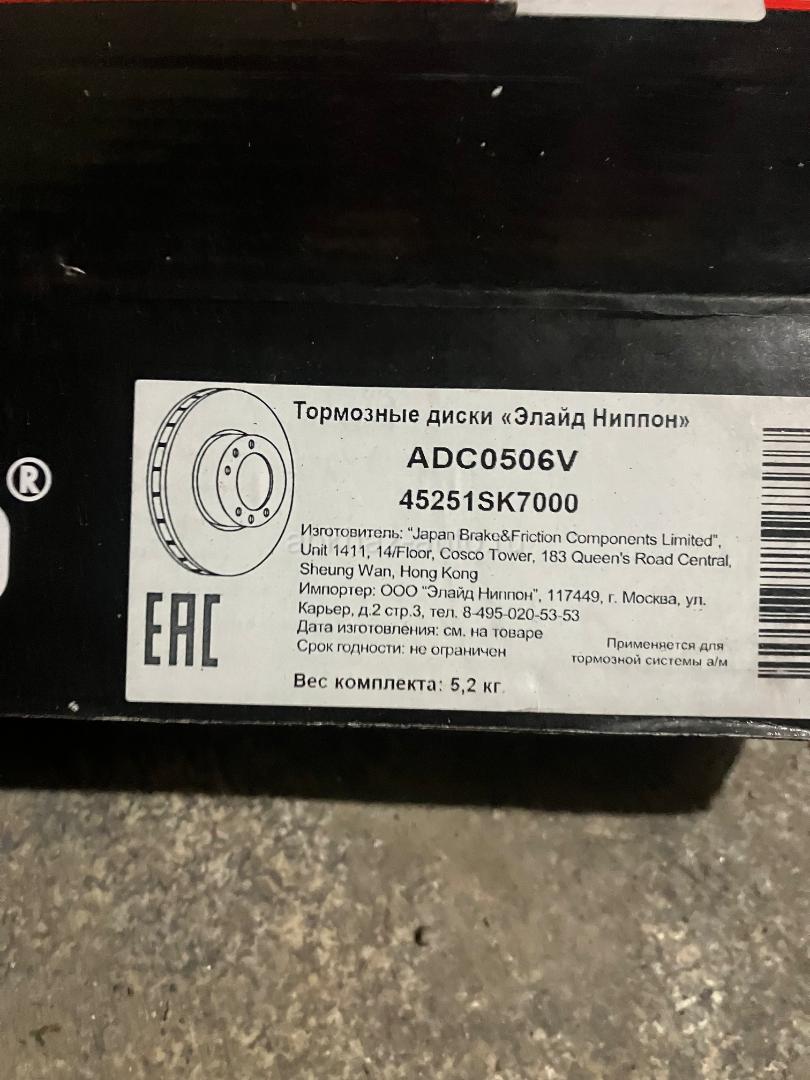 ®
Тормозные диски «Элайд Ниппон»
ADC0506V
45251SK7000
Изготовитель: "Japan Brake&Friction Components Limited",
Unit 1411, 14/Floor, Cosco Tower, 183 Queen's Road Central,
Sheung Wan, Hong Kong
Импортер: ООО "Элайд Ниппон", 117449, г. Москва, ул.
Карьер, д.2 стр.3, тел. 8-495-020-53-53
Дата изготовления: см. на товаре
Срок годности: не ограничен
Применяется для
тормозной системы а/м
Вес комплекта: 5,2 кг.
EAC